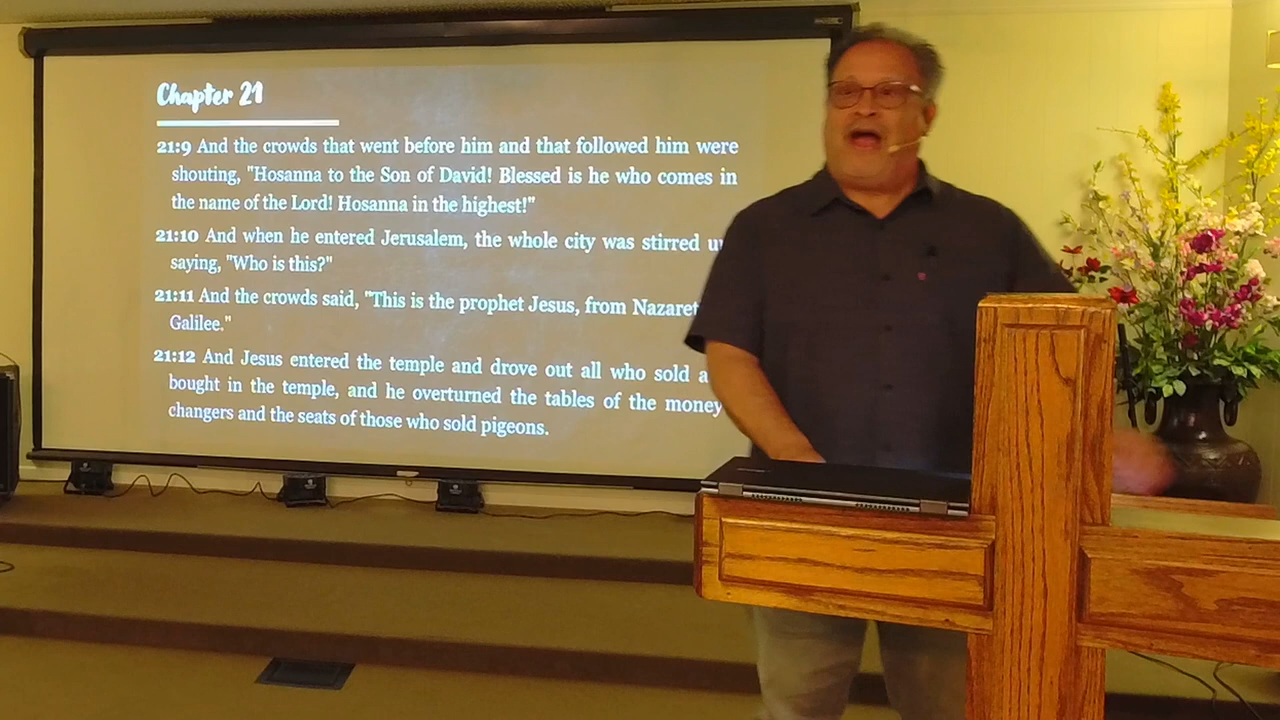 Chapter 21
21:9 And the crowds that went before him and that followed him were
shouting, "Hosanna to the Son of David! Blessed is he who comes in
the name of the Lord! Hosanna in the highest!"
21:10 And when he entered Jerusalem, the whole city was stirred
saying, "Who is this?"
21:11 And the crowds said, "This is the prophet Jesus, from
Galilee."
21:12 And Jesus entered the temple and drove out all who sold
bought in the temple, and he overturned the tables of the money
changers and the seats of those who sold pigeons.